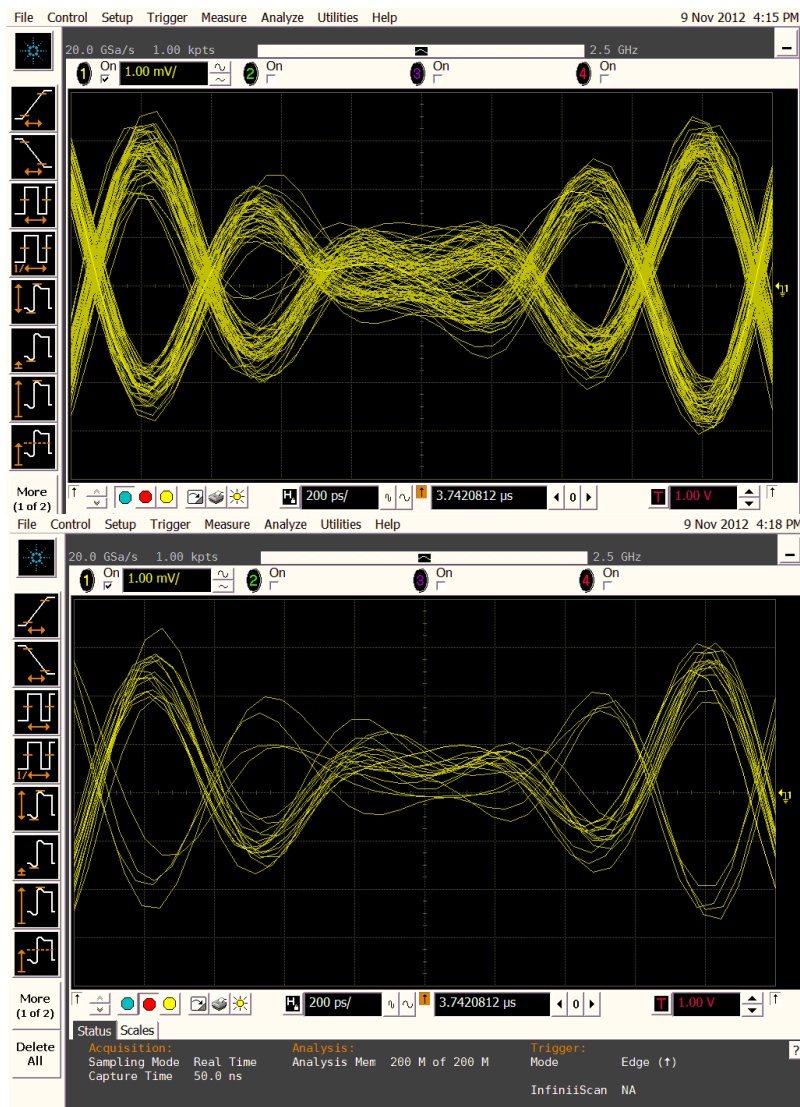 File Control Setup Trigger Measure Analyze Utilities Help 9 Nov 2012 4:15 PM
20.0 GSa/s 1.00 kpts 2.5 GHz
1 On 1.00 mV/ 2 On 3 On 4 On
1/
1
More
(1 of 2)
H 200 ps/ 3.7420812 µs 0 T 1.00 V
File Control Setup Trigger Measure Analyze Utilities Help 9 Nov 2012 4:18 PM
20.0 GSa/s 1.00 kpts 2.5 GHz
1 On 1.00 mV/ 2 On 3 On 4 On
1/
1
More
(1 of 2)
H 200 ps/ 3.7420812 µs 0 T 1.00 V
Delete
All
Status Scales
?
Acquisition: Analysis: Trigger:
Sampling Mode Real Time Analysis Mem 200 M of 200 M Mode Edge (↑)
Capture Time 50.0 ns
InfiniiScan NA